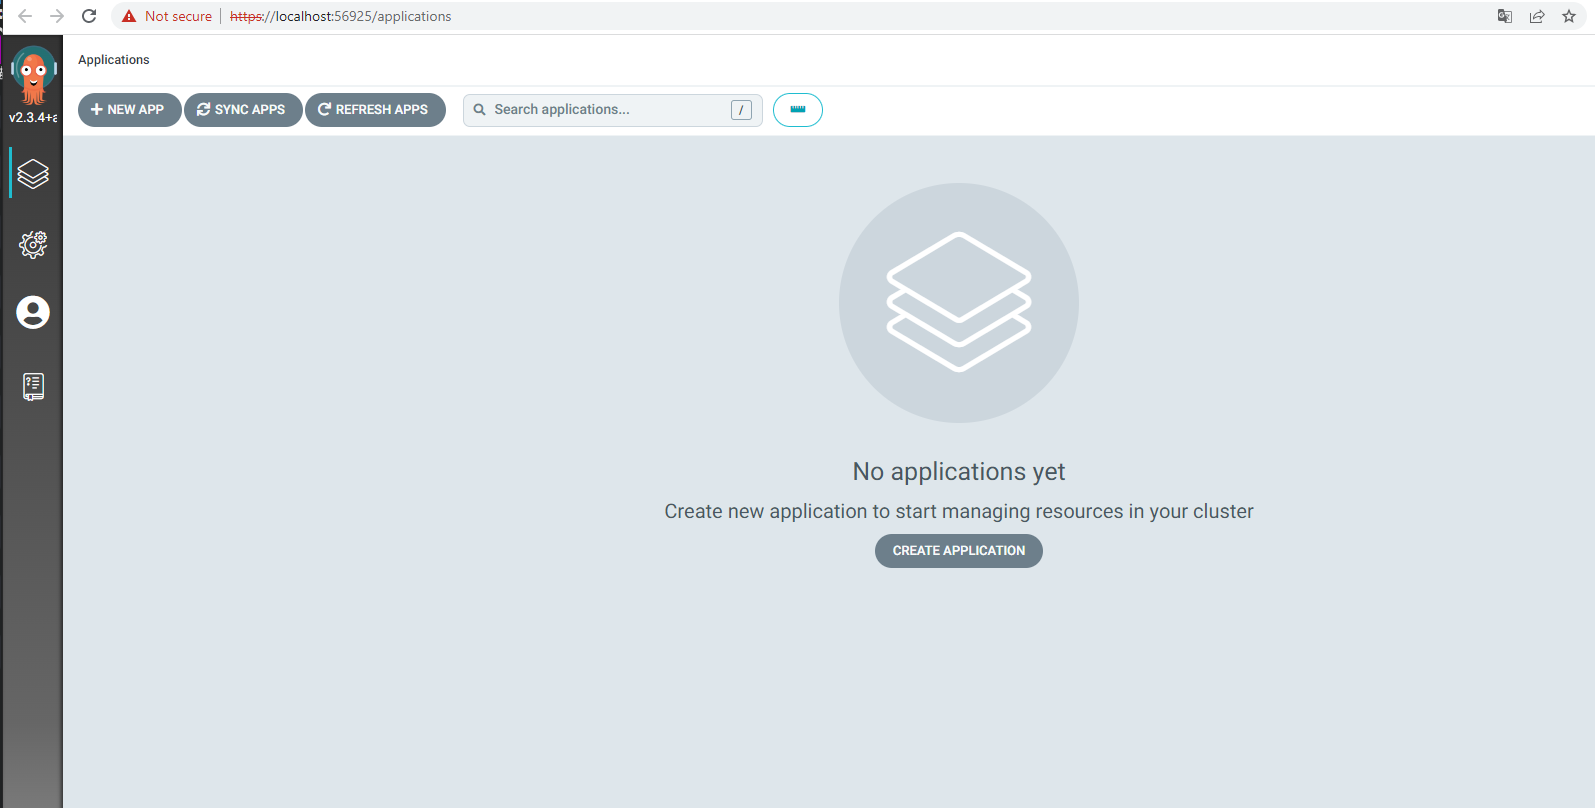 Not secure https://localhost:56925/applications
Applications
v2.3.4+a
NEW APP SYNC APPS REFRESH APPS Search applications... /
No applications yet
Create new application to start managing resources in your cluster
CREATE APPLICATION